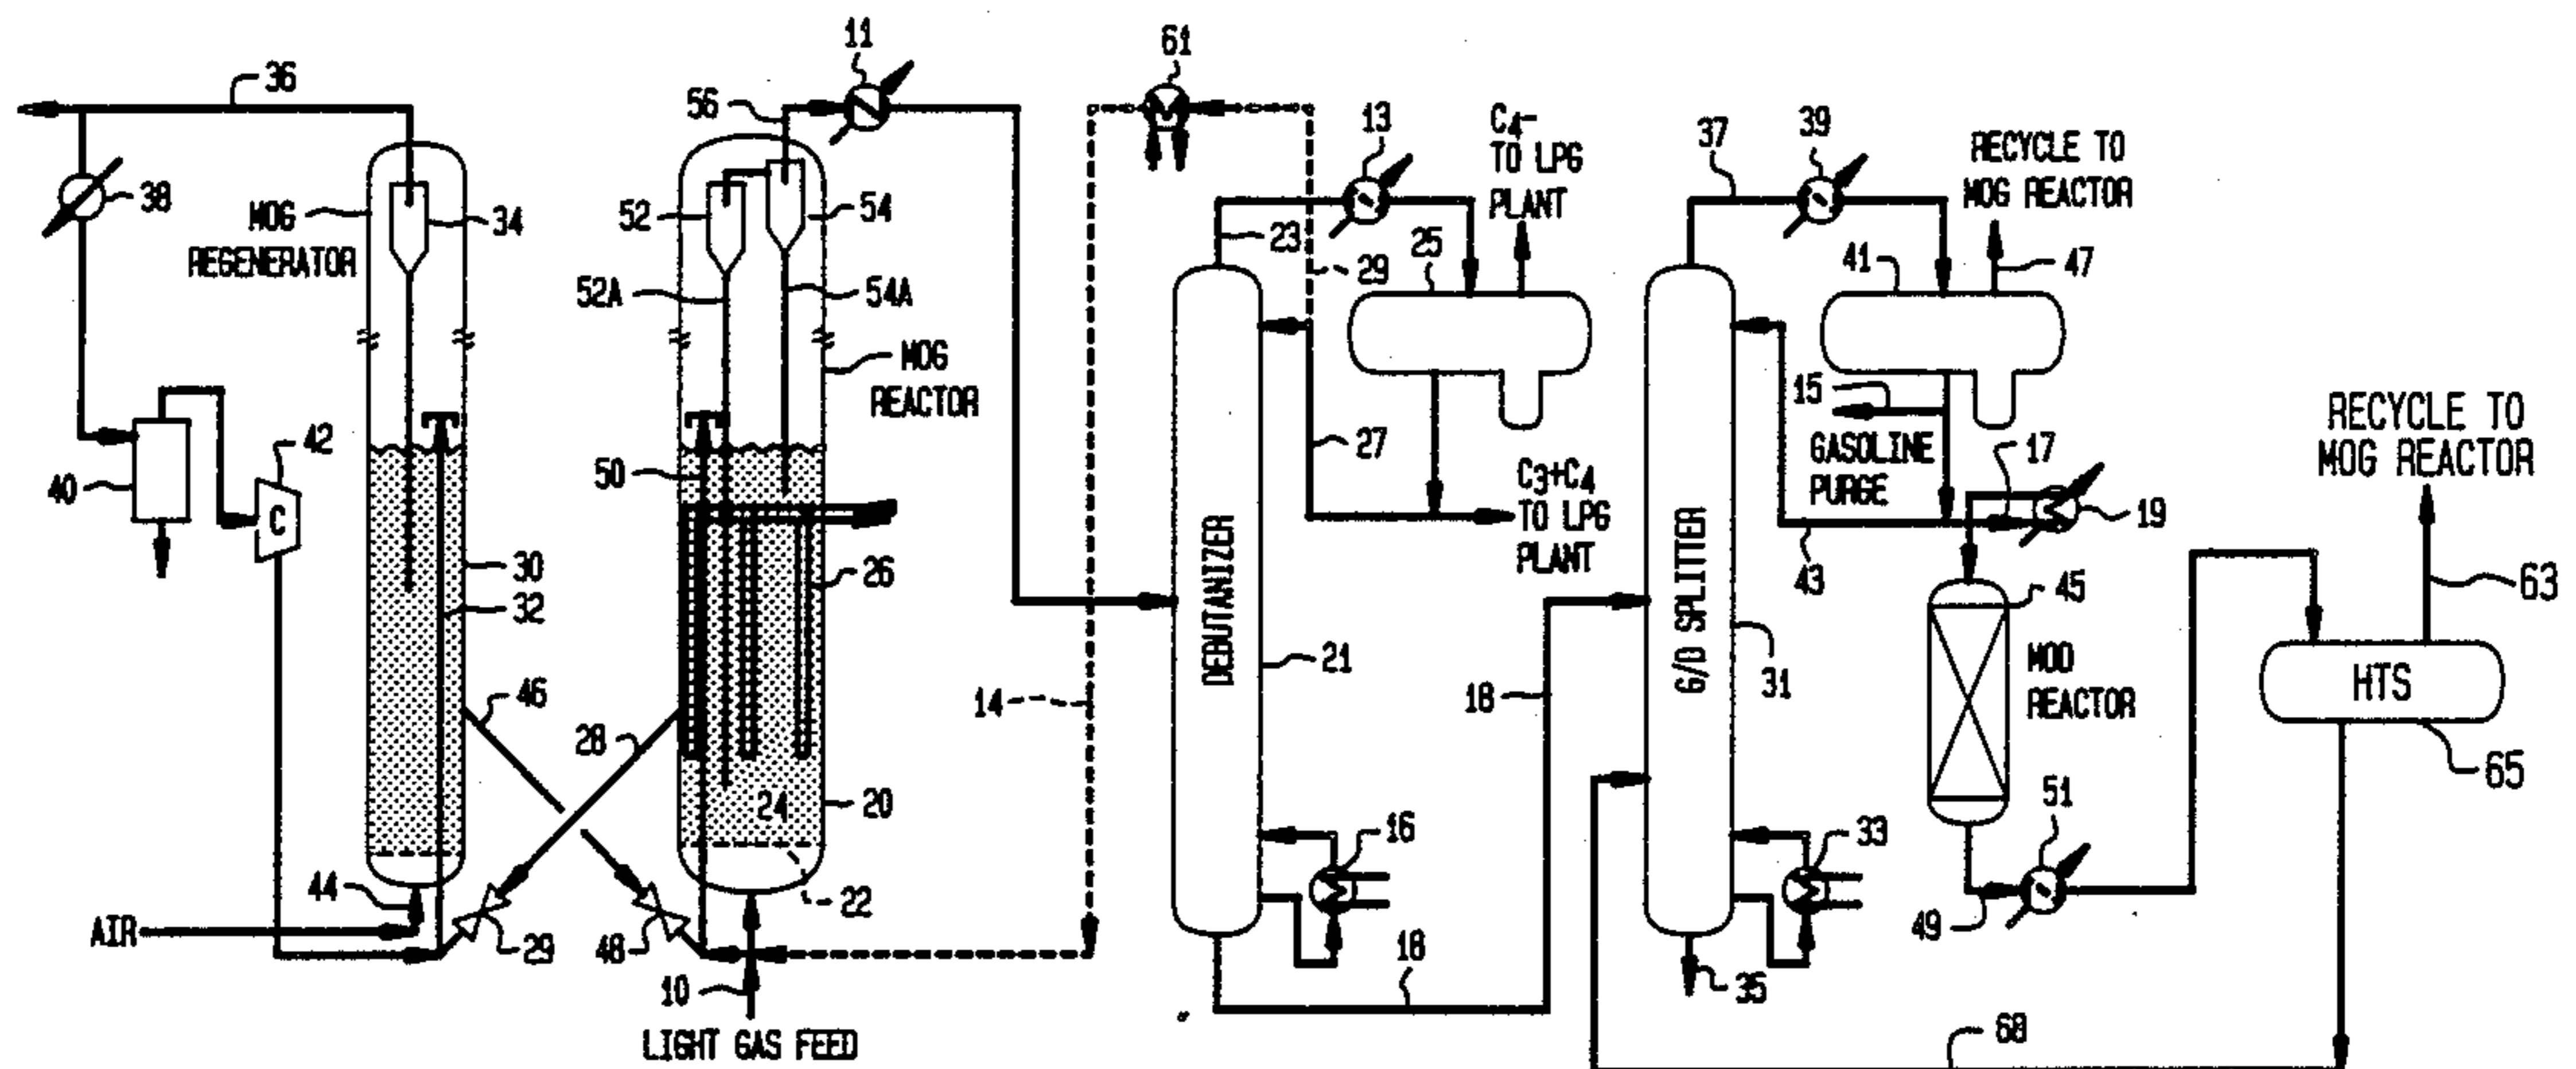 11
61
36
56
13
C4-
TO LPG
PLANT
37
39
RECYCLE TO
MOG REACTOR
38
MOG
REGENERATOR
34
52
54
23
29
25
41
47
52A
54A
MOG
REACTOR
15
GASOLINE
PURGE
17
19
RECYCLE TO
MOG REACTOR
40
42
C
50
27
C3+C4
TO LPG
PLANT
43
30
32
26
DEBUTANIZER
21
G/D SPLITTER
31
45
MOD
REACTOR
63
HTS
65
46
28
14
18
24
20
16
33
51
44
22
AIR
29
48
10
18
35
49
LIGHT GAS FEED
60